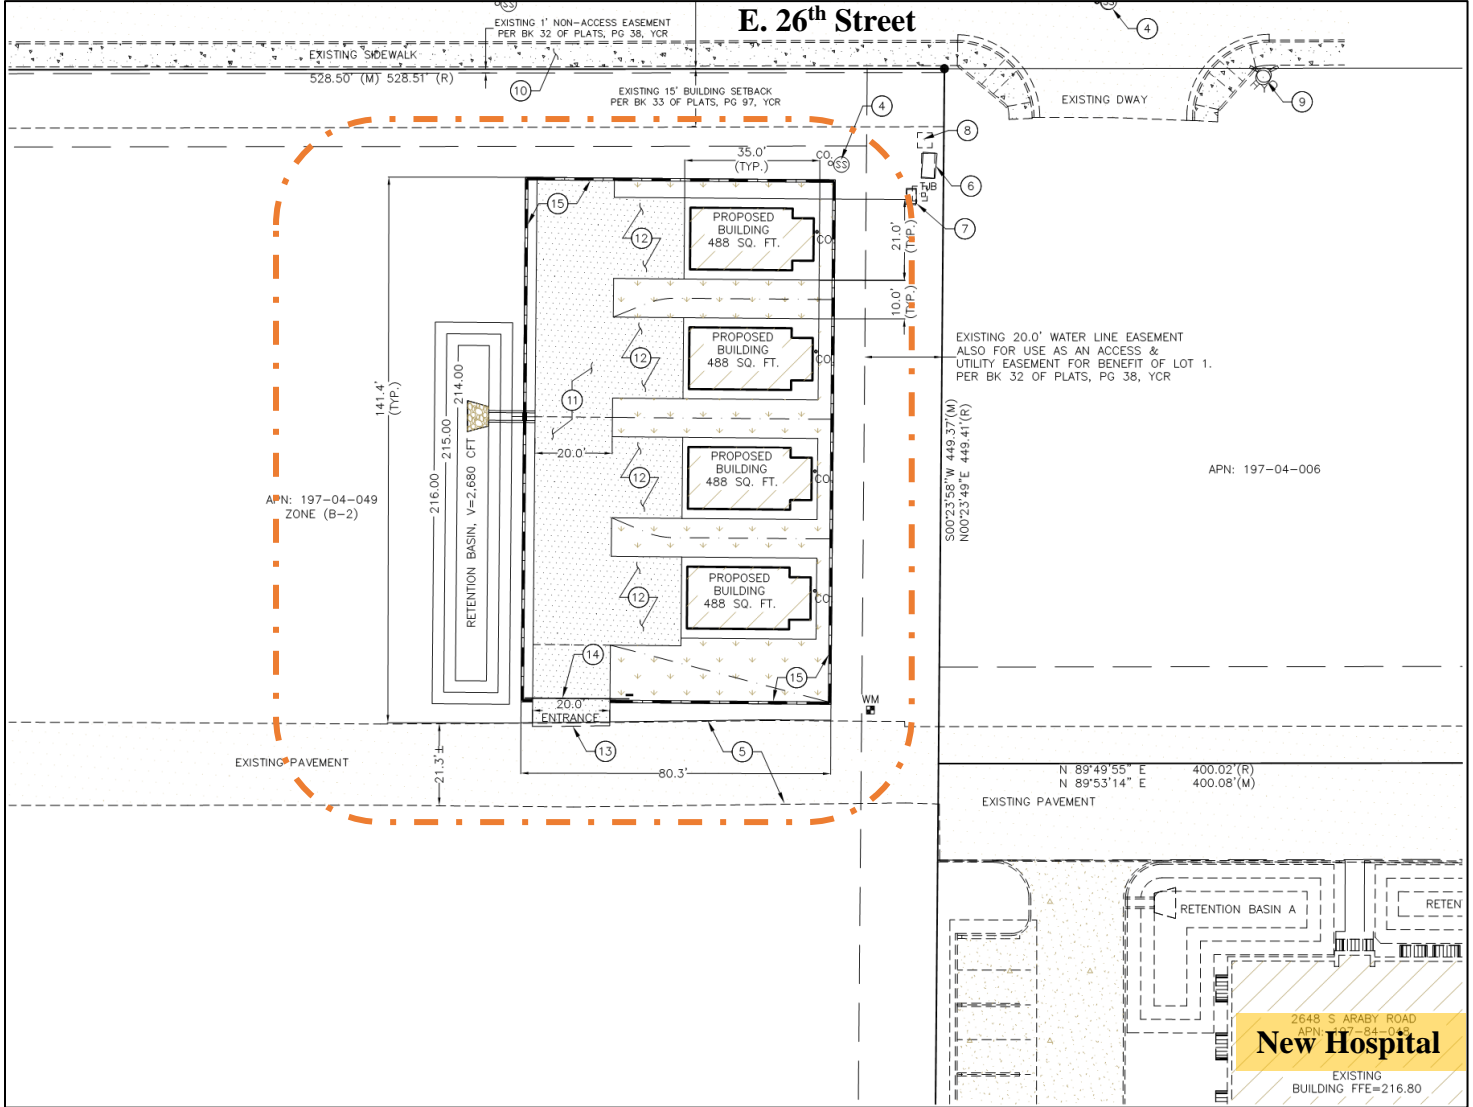 E. 26th Street
SS
4
EXISTING 1' NON-ACCESS EASEMENT
PER BK 32 OF PLATS, PG 38, YCR
EXISTING SIDEWALK
528.50' (M) 528.51' (R)
10
EXISTING 15' BUILDING SETBACK
PER BK 33 OF PLATS, PG 97, YCR
4
EXISTING DWAY
9
8
6
7
35.0'
(TYP.)
CO.
SS
TUB
15
12
PROPOSED
BUILDING
488 SQ. FT.
CO.
21.0'
(TYP.)
10.0'
(TYP.)
12
PROPOSED
BUILDING
488 SQ. FT.
CO.
EXISTING 20.0' WATER LINE EASEMENT
ALSO FOR USE AS AN ACCESS &
UTILITY EASEMENT FOR BENEFIT OF LOT 1.
PER BK 32 OF PLATS, PG 38, YCR
141.4'
(TYP.)
216.00
215.00
214.00
RETENTION BASIN, V=2,680 CFT
11
20.0'
12
PROPOSED
BUILDING
488 SQ. FT.
CO.
S00°23'58"W 449.37'(M)
N00°23'49"E 449.41'(R)
APN: 197-04-006
APN: 197-04-049
ZONE (B-2)
12
PROPOSED
BUILDING
488 SQ. FT.
CO.
14
15
WM
20.0'
ENTRANCE
13
5
EXISTING PAVEMENT
21.3'±
80.3'
N 89°49'55" E 400.02'(R)
N 89°53'14" E 400.08'(M)
EXISTING PAVEMENT
RETENTION BASIN A
RETEN
2648 S ARABY ROAD
APN: 197-84-048
New Hospital
EXISTING
BUILDING FFE=216.80